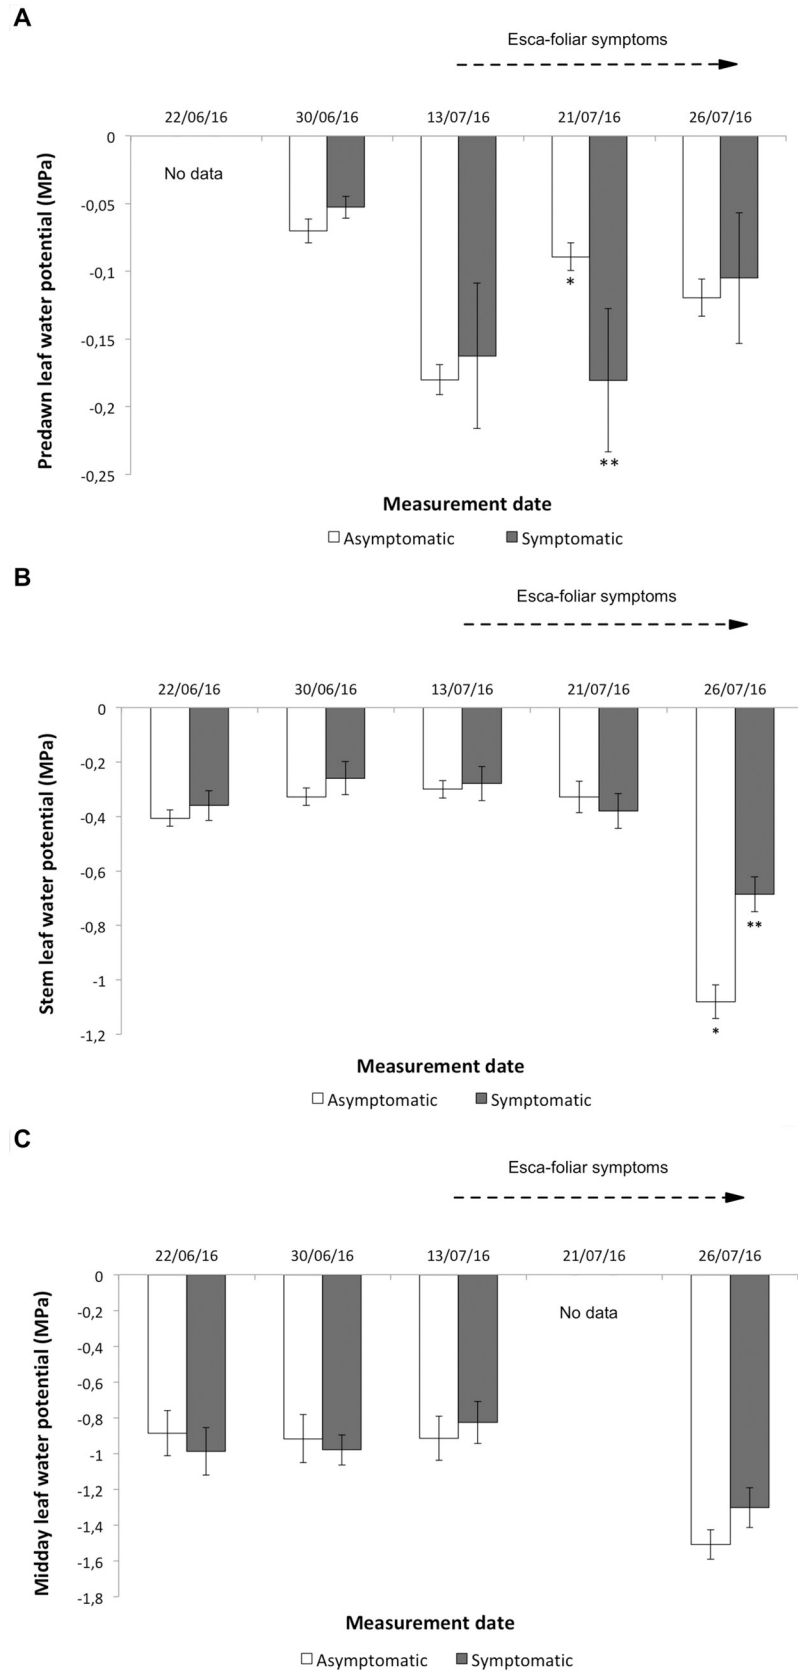 A
Esca-foliar symptoms
22/06/16 30/06/16 13/07/16 21/07/16 26/07/16
0
No data
-0,05
-0,1
*
-0,15
-0,2
**
-0,25
Predawn leaf water potential (MPa)
Measurement date
Asymptomatic Symptomatic
B
Esca-foliar symptoms
22/06/16 30/06/16 13/07/16 21/07/16 26/07/16
0
-0,2
-0,4
-0,6
-0,8
**
-1
*
-1,2
Stem leaf water potential (MPa)
Measurement date
Asymptomatic Symptomatic
C
Esca-foliar symptoms
22/06/16 30/06/16 13/07/16 21/07/16 26/07/16
0
-0,2
No data
-0,4
-0,6
-0,8
-1
-1,2
-1,4
-1,6
-1,8
Midday leaf water potential (MPa)
Measurement date
Asymptomatic Symptomatic